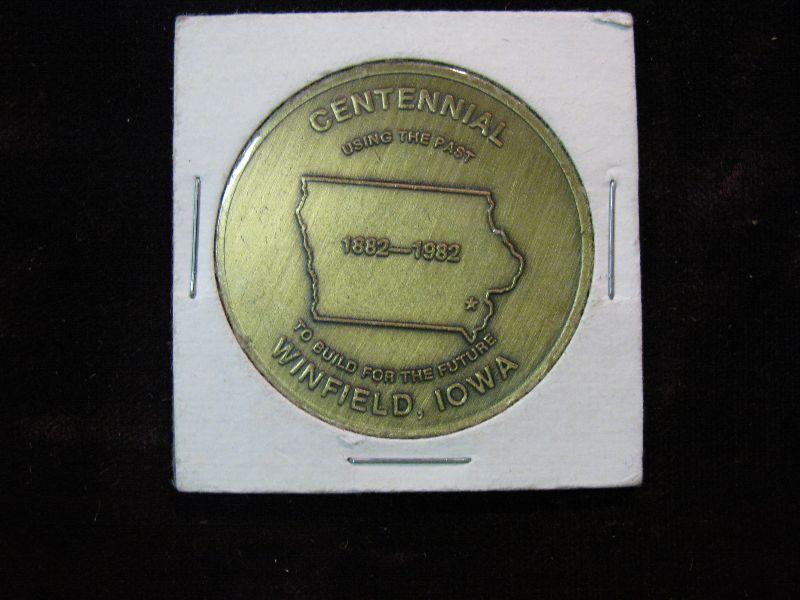 CENTENNIAL
USING THE PAST
1882—1982
*
TO BUILD FOR THE FUTURE
WINFIELD, IOWA